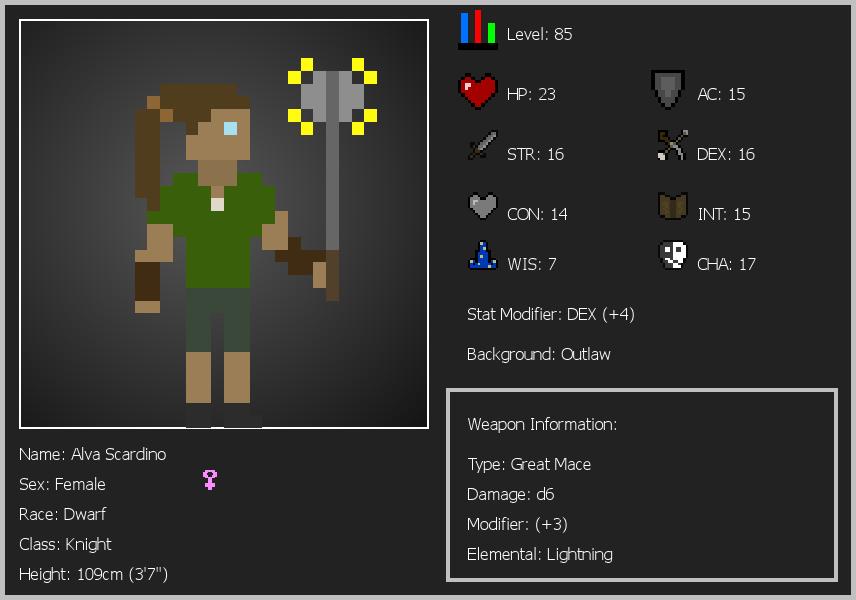 Level: 85
HP: 23
AC: 15
STR: 16
DEX: 16
CON: 14
INT: 15
WIS: 7
CHA: 17
Stat Modifier: DEX (+4)
Background: Outlaw
Weapon Information:
Type: Great Mace
Damage: d6
Modifier: (+3)
Elemental: Lightning
Name: Alva Scardino
Sex: Female
Race: Dwarf
Class: Knight
Height: 109cm (3'7")